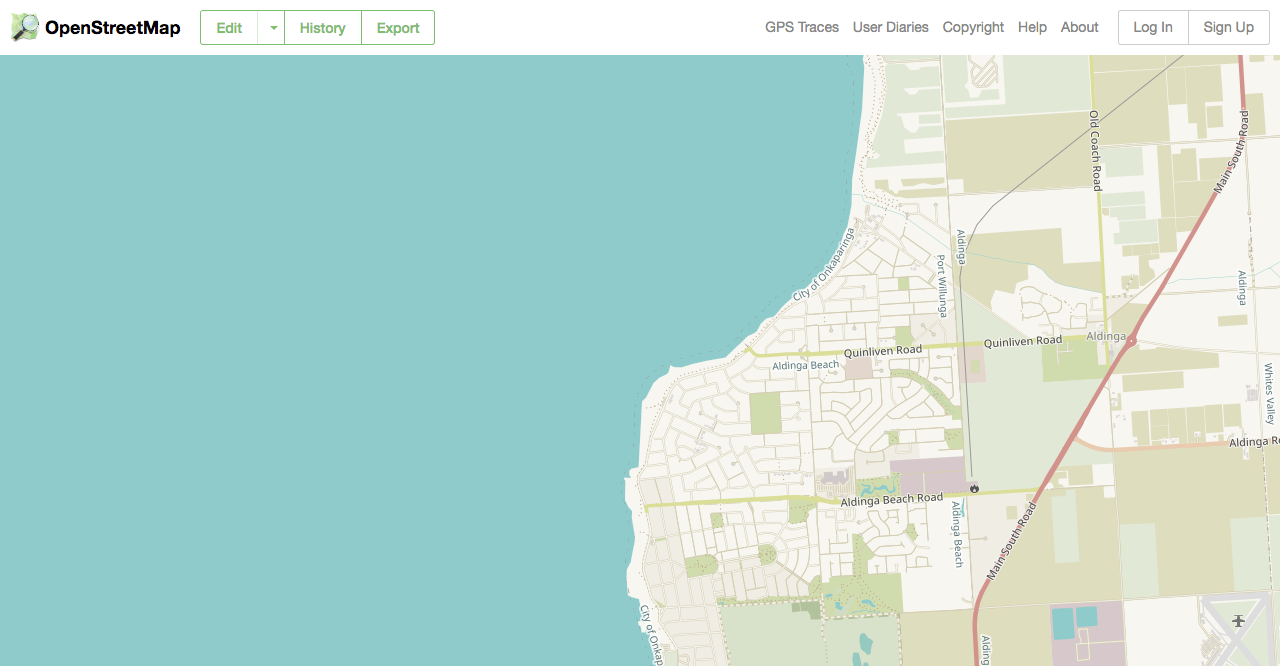 OpenStreetMap
Edit
History
Export
GPS Traces
User Diaries
Copyright
Help
About
Log In
Sign Up
Old Coach Road
Main South Road
City of Onkaparinga
Aldinga
Port Willunga
Aldinga
Quinliven Road
Quinliven Road
Aldinga
Aldinga Beach
Whites Valley
Aldinga Ro
Aldinga Beach Road
Aldinga Beach
Main South Road
City of Onkap
Aldinga